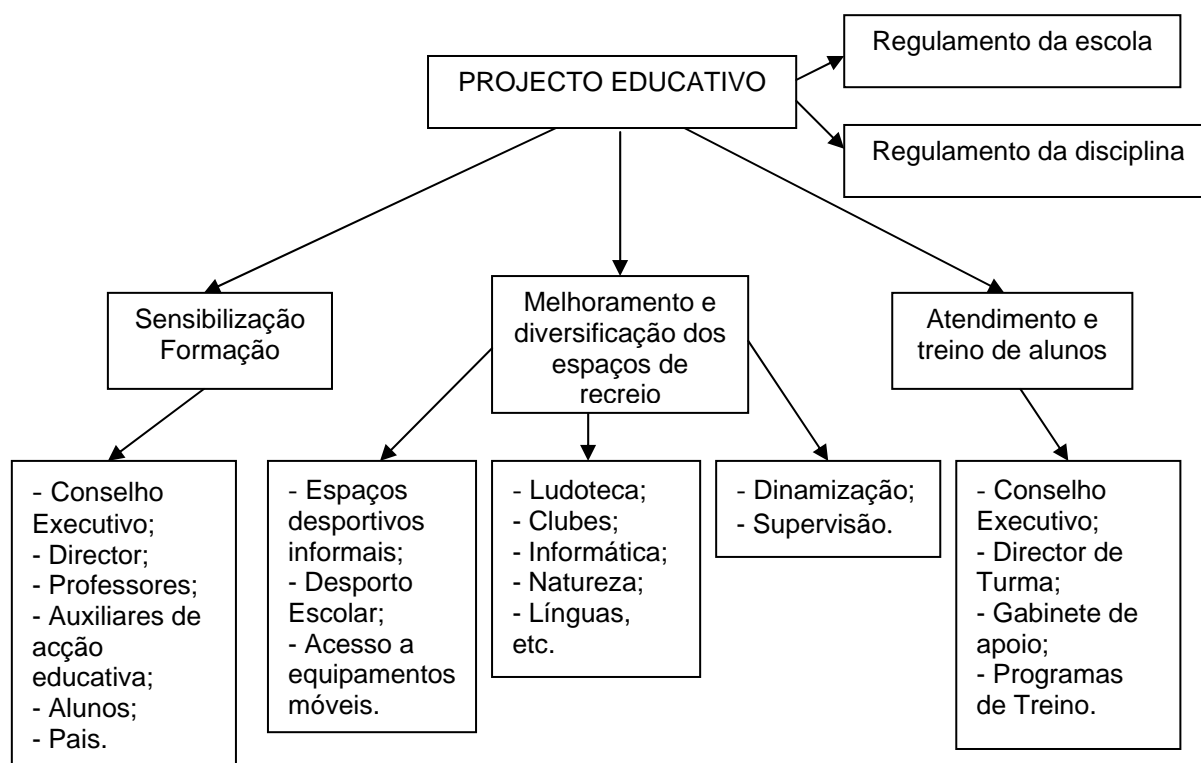 Regulamento da escola
PROJECTO EDUCATIVO
Regulamento da disciplina
Sensibilização
Formação
Melhoramento e
diversificação dos
espaços de
recreio
Atendimento e
treino de alunos
- Conselho
Executivo;
- Director;
- Professores;
- Auxiliares de
acção
educativa;
- Alunos;
- Pais.
- Espaços
desportivos
informais;
- Desporto
Escolar;
- Acesso a
equipamentos
móveis.
- Ludoteca;
- Clubes;
- Informática;
- Natureza;
- Línguas,
etc.
- Dinamização;
- Supervisão.
- Conselho
Executivo;
- Director de
Turma;
- Gabinete de
apoio;
- Programas
de Treino.